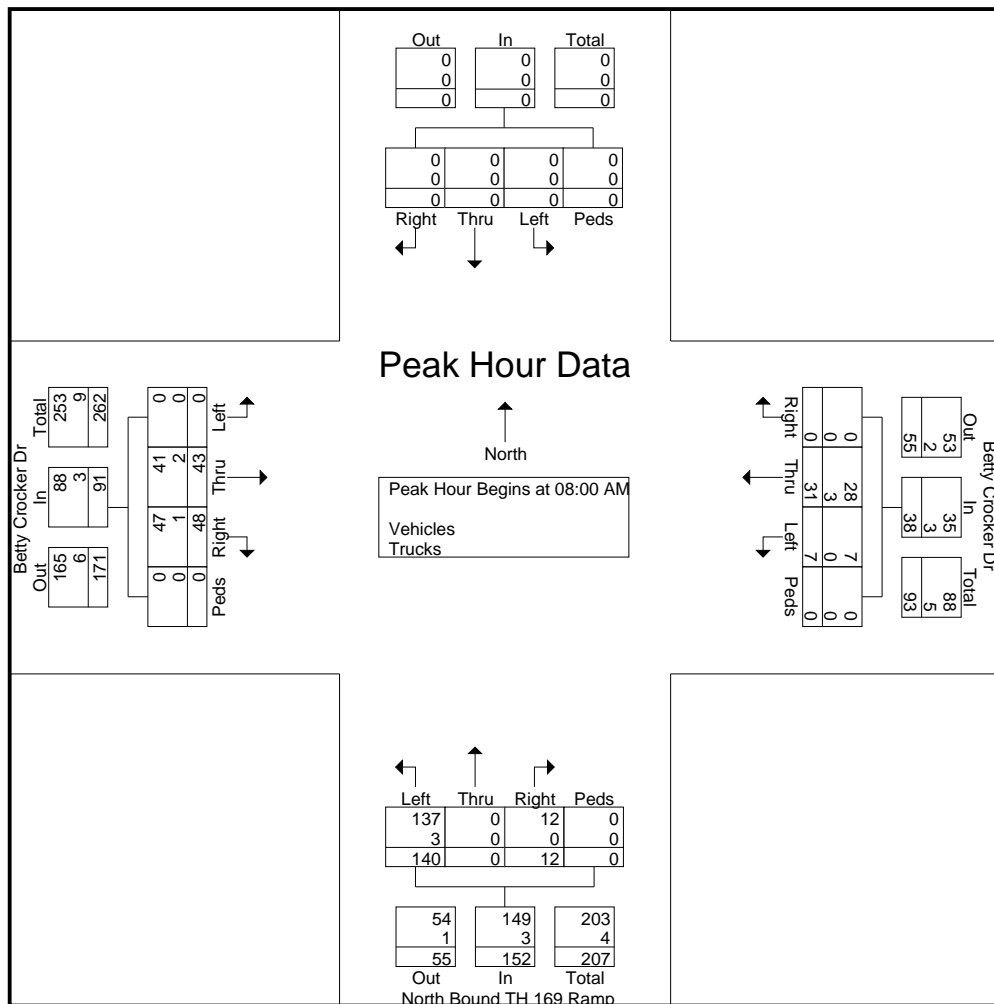 Out In Total
0 0 0
0 0 0
0 0 0
0 0 0 0
0 0 0 0
0 0 0 0
Right Thru Left Peds
Peak Hour Data
North
Peak Hour Begins at 08:00 AM
Vehicles
Trucks
Betty Crocker Dr
Total In Out
253 88 165
9 3 6
262 91 171
0 41 47 0
0 2 1 0
0 43 48 0
Left Thru Right Peds
Betty Crocker Dr
Out In Total
53 35 88
2 3 5
55 38 93
0 28 7 0
0 3 0 0
0 31 7 0
Right Thru Left Peds
Left Thru Right Peds
137 0 12 0
3 0 0 0
140 0 12 0
54 149 203
1 3 4
55 152 207
Out In Total
North Bound TH 169 Ramp